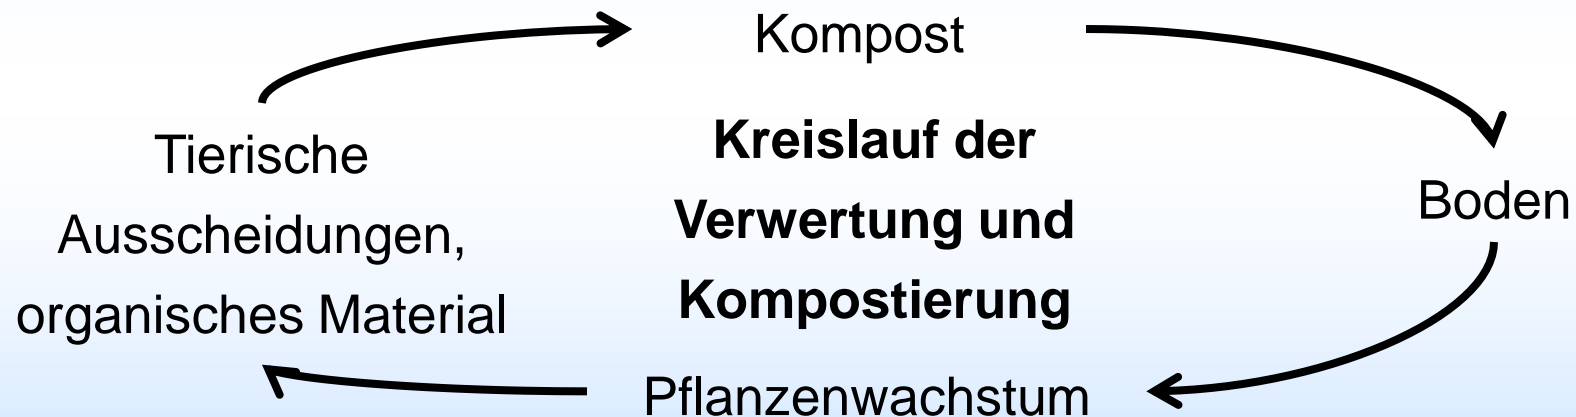 Kompost
Kreislauf der
Verwertung und
Kompostierung
Tierische
Ausscheidungen,
organisches Material
Boden
Pflanzenwachstum